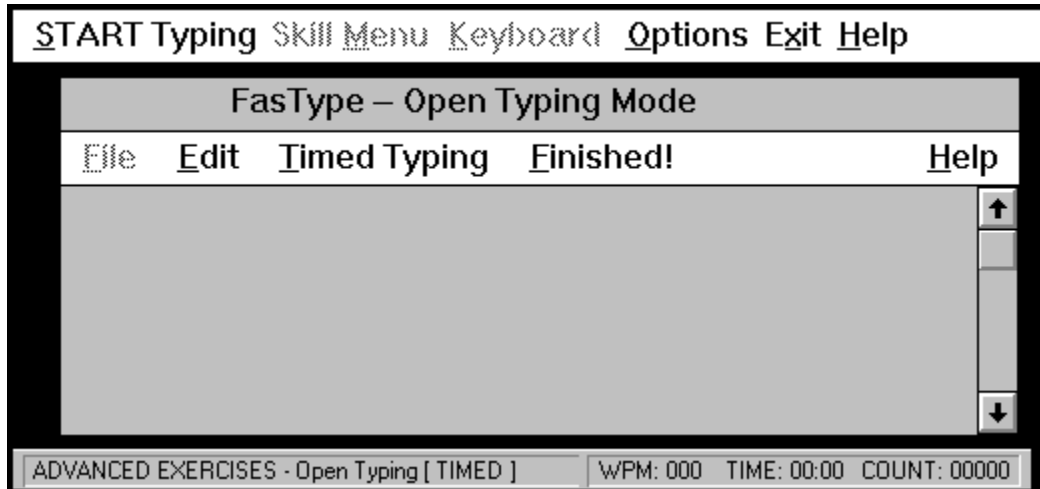 START Typing Skill Menu Keyboard Options Exit Help
FasType – Open Typing Mode
File Edit Timed Typing Finished! Help
ADVANCED EXERCISES - Open Typing [ TIMED ] WPM: 000 TIME: 00:00 COUNT: 00000